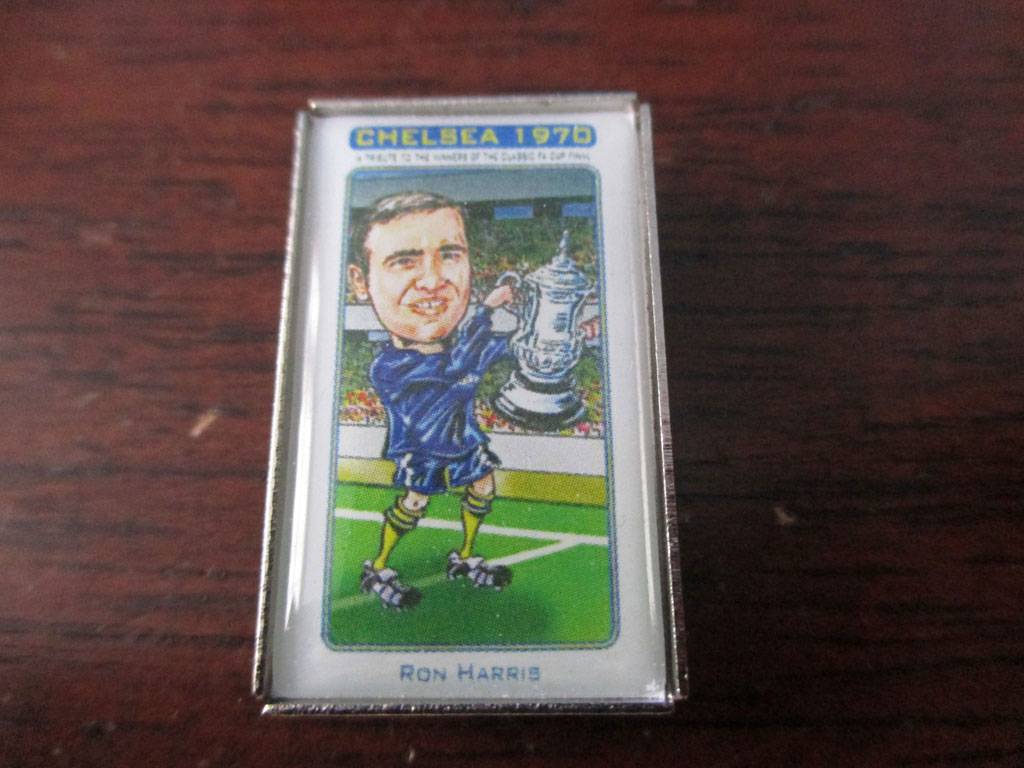 CHELSEA 1970
A TRIBUTE TO THE WINNERS OF THE CLASSIC FA CUP FINAL
RON HARRIS